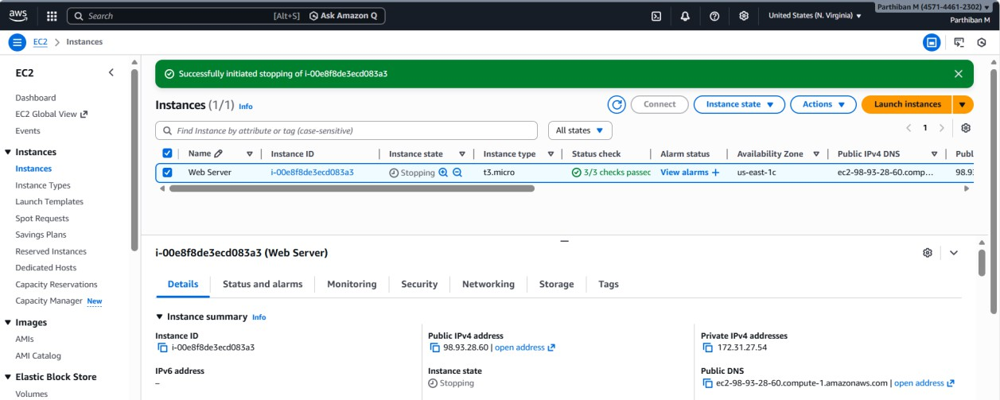 aws Search [Alt+S] Ask Amazon Q United States (N. Virginia) Parthiban M (4571-4461-2302)
Parthiban M
EC2 > Instances
EC2
Dashboard
EC2 Global View
Events
Instances
Instances
Instance Types
Launch Templates
Spot Requests
Savings Plans
Reserved Instances
Dedicated Hosts
Capacity Reservations
Capacity Manager New
Images
AMIs
AMI Catalog
Elastic Block Store
Volumes
Successfully initiated stopping of i-00e8f8de3ecd083a3
Instances (1/1) Info Connect Instance state Actions Launch instances
Find Instance by attribute or tag (case-sensitive) All states 1
Name Instance ID Instance state Instance type Status check Alarm status Availability Zone Public IPv4 DNS Publ
Web Server i-00e8f8de3ecd083a3 Stopping t3.micro 3/3 checks passec View alarms + us-east-1c ec2-98-93-28-60.comp... 98.9
i-00e8f8de3ecd083a3 (Web Server)
Details Status and alarms Monitoring Security Networking Storage Tags
Instance summary Info
Instance ID Public IPv4 address Private IPv4 addresses
i-00e8f8de3ecd083a3 98.93.28.60 | open address 172.31.27.54
IPv6 address Instance state Public DNS
– Stopping ec2-98-93-28-60.compute-1.amazonaws.com | open address